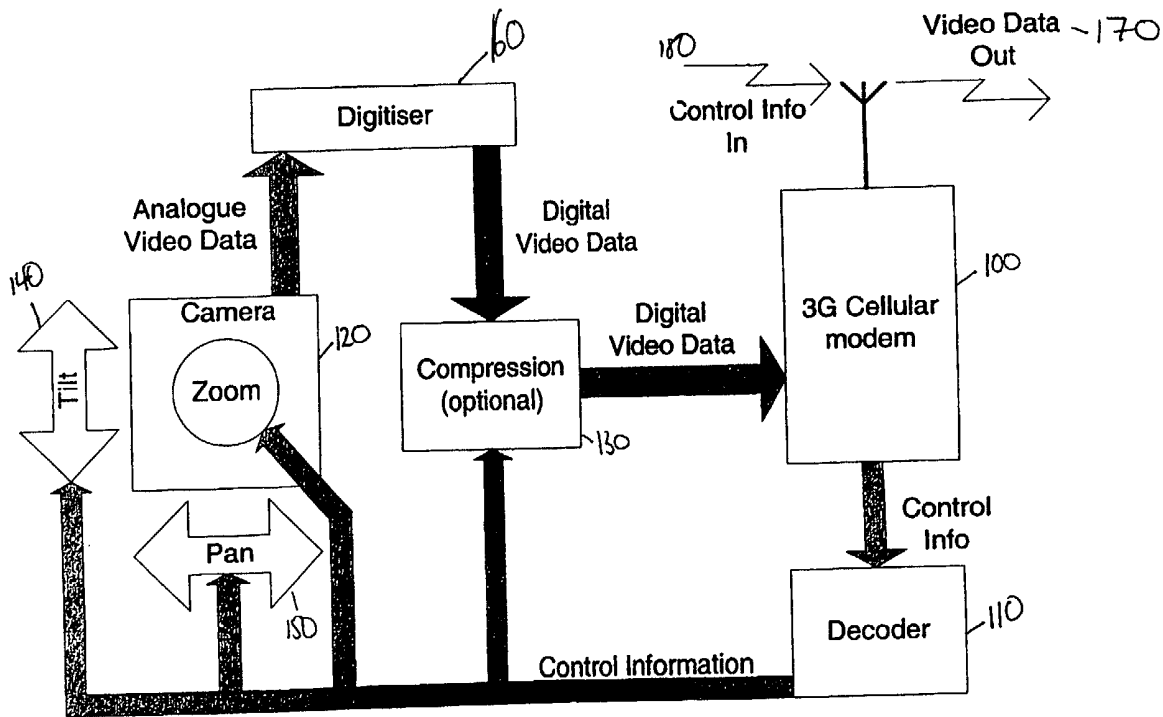 160
Digitiser
180
Control Info
In
Video Data
Out
170
Analogue
Video Data
Digital
Video Data
140
Tilt
Camera
Zoom
120
Compression
(optional)
130
Digital
Video Data
3G Cellular
modem
100
Control
Info
Pan
150
Decoder
110
Control Information